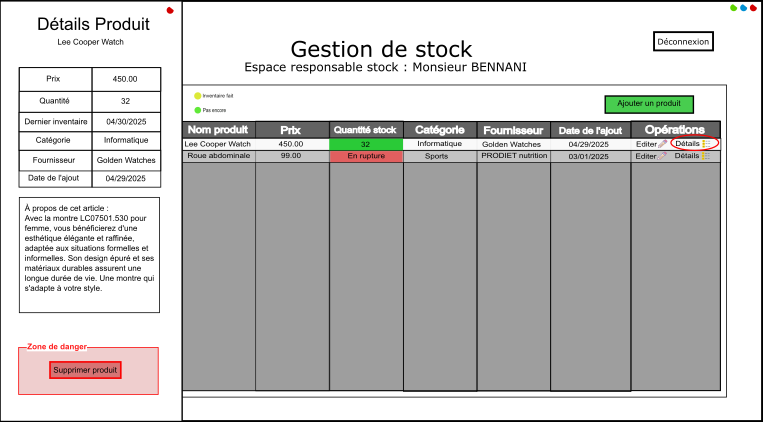 Détails Produit
Lee Cooper Watch
Prix 450.00
Quantité 32
Dernier inventaire 04/30/2025
Catégorie Informatique
Fournisseur Golden Watches
Date de l'ajout 04/29/2025
À propos de cet article :
Avec la montre LC07501.530 pour
femme, vous bénéficierez d'une
esthétique élégante et raffinée,
adaptée aux situations formelles et
informelles. Son design épuré et ses
matériaux durables assurent une
longue durée de vie. Une montre qui
s'adapte à votre style.
Zone de danger
Supprimer produit
Gestion de stock
Espace responsable stock : Monsieur BENNANI
Déconnexion
Inventaire fait
Pas encore
Ajouter un produit
Nom produit Prix Quantité stock Catégorie Fournisseur Date de l'ajout Opérations
Lee Cooper Watch 450.00 32 Informatique Golden Watches 04/29/2025 Editer Détails
Roue abdominale 99.00 En rupture Sports PRODIET nutrition 03/01/2025 Editer Détails